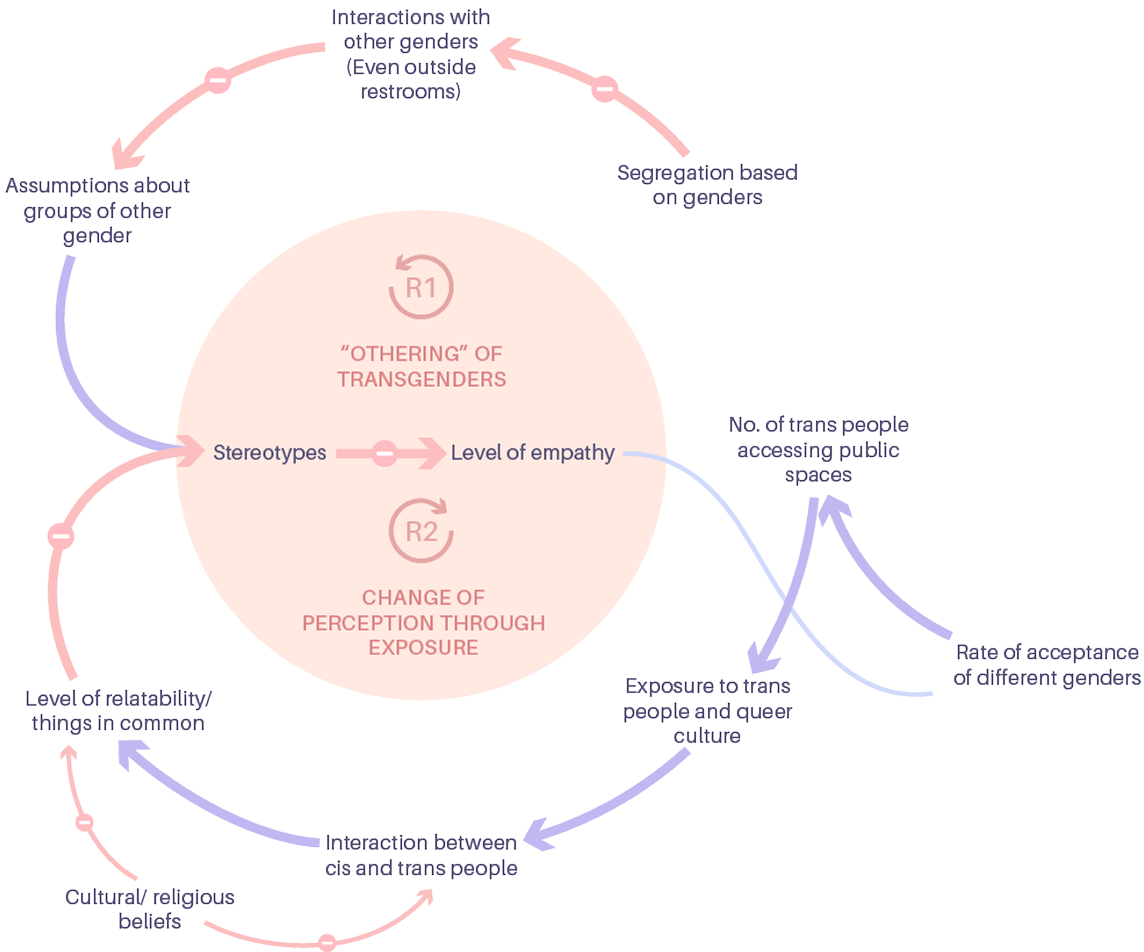 Interactions with
other genders
(Even outside
restrooms)
Segregation based
on genders
Assumptions about
groups of other
gender
R1
“OTHERING” OF
TRANSGENDERS
Stereotypes
Level of empathy
No. of trans people
accessing public
spaces
R2
CHANGE OF
PERCEPTION THROUGH
EXPOSURE
Rate of acceptance
of different genders
Exposure to trans
people and queer
culture
Level of relatability/
things in common
Interaction between
cis and trans people
Cultural/ religious
beliefs